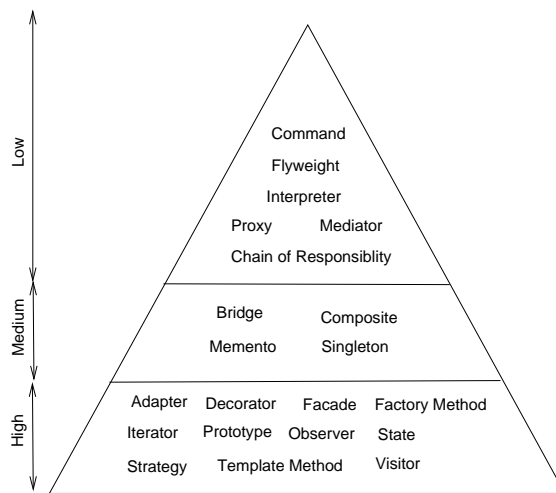 Low
Command
Flyweight
Interpreter
Proxy Mediator
Chain of Responsiblity
Medium
Bridge Composite
Memento Singleton
High
Adapter Decorator Facade Factory Method
Iterator Prototype Observer State
Strategy Template Method Visitor